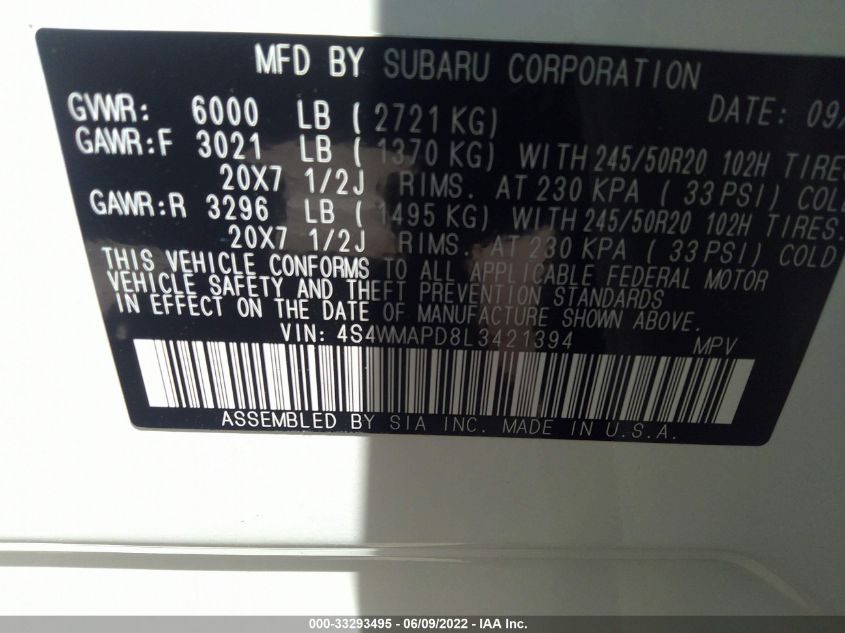 MFD BY SUBARU CORPORATION
GVWR: 6000 LB ( 2721 KG) DATE: 09/
GAWR:F 3021 LB ( 1370 KG) WITH 245/50R20 102H TIRES
20X7 1/2J RIMS. AT 230 KPA ( 33 PSI) COLD
GAWR:R 3296 LB ( 1495 KG) WITH 245/50R20 102H TIRES.
20X7 1/2J RIMS. AT 230 KPA ( 33 PSI) COLD
THIS VEHICLE CONFORMS TO ALL APPLICABLE FEDERAL MOTOR
VEHICLE SAFETY AND THEFT PREVENTION STANDARDS
IN EFFECT ON THE DATE OF MANUFACTURE SHOWN ABOVE.
VIN: 4S4WMAPD8L3421394 MPV
ASSEMBLED BY SIA INC. MADE IN U.S.A.
000-33293495 - 06/09/2022 - IAA Inc.